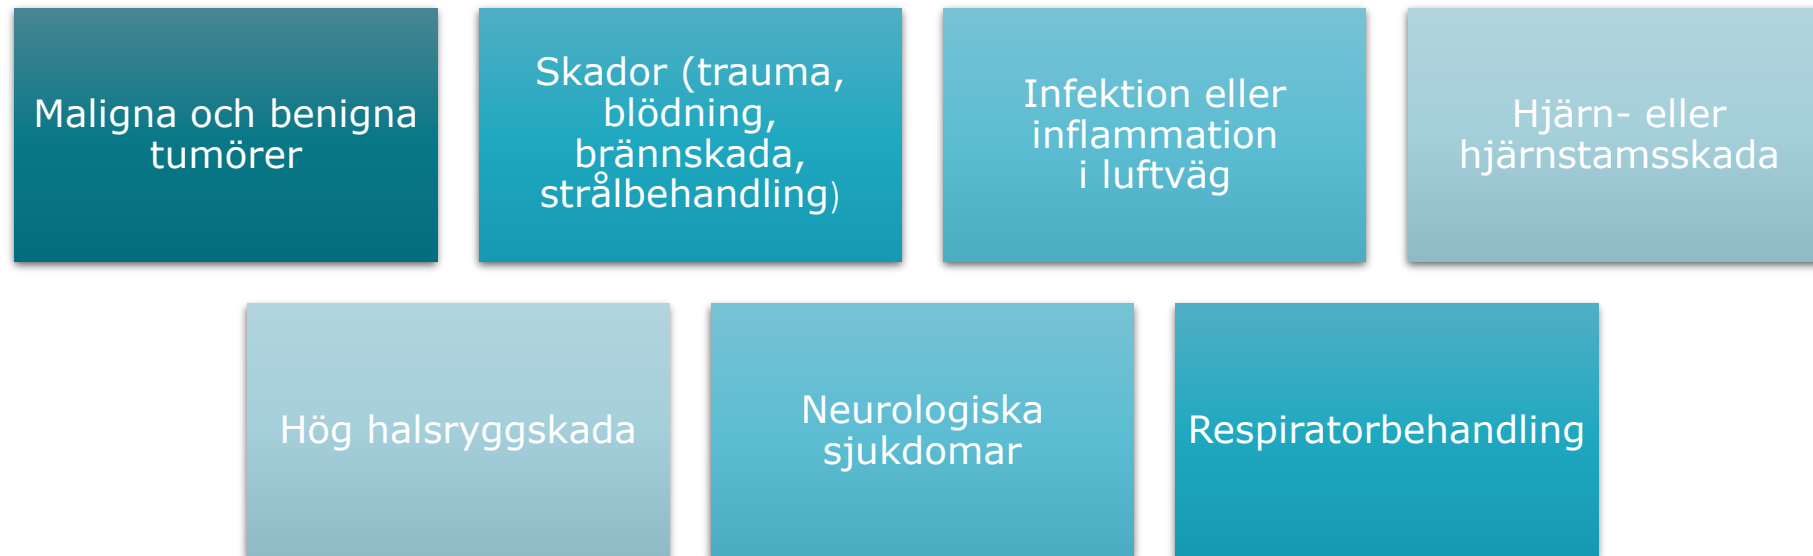 Maligna och benigna
tumörer
Skador (trauma,
blödning,
brännskada,
strålbehandling)
Infektion eller
inflammation
i luftväg
Hjärn- eller
hjärnstamsskada
Hög halsryggskada
Neurologiska
sjukdomar
Respiratorbehandling